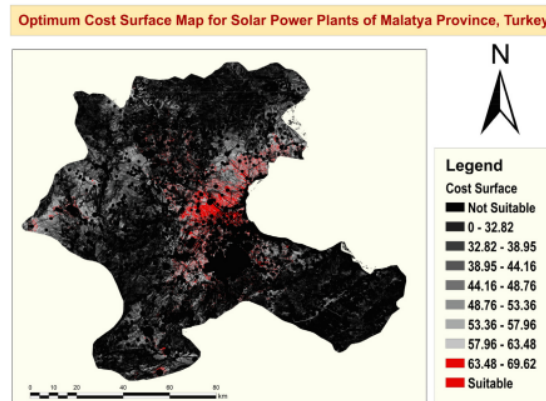 Optimum Cost Surface Map for Solar Power Plants of Malatya Province, Turkey
N
Legend
Cost Surface
Not Suitable
0 - 32.82
32.82 - 38.95
38.95 - 44.16
44.16 - 48.76
48.76 - 53.36
53.36 - 57.96
57.96 - 63.48
63.48 - 69.62
Suitable
0 10 20 40 60 80
km